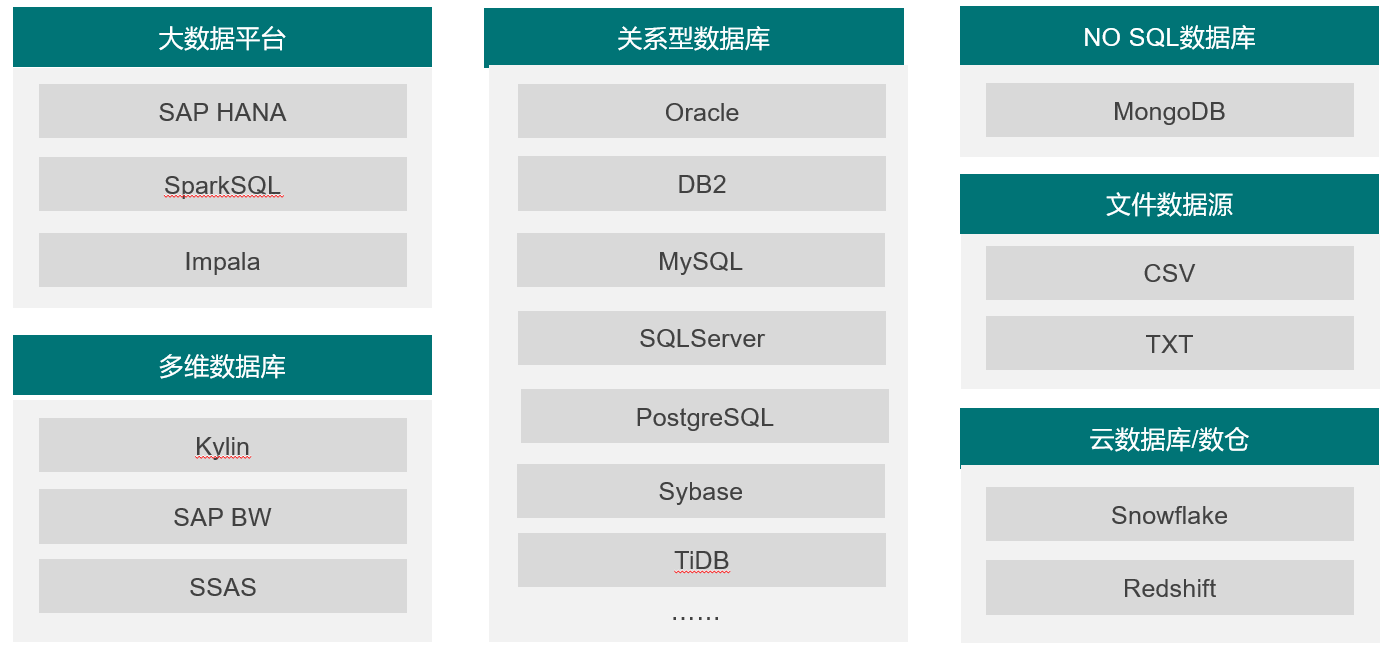 大数据平台
SAP HANA
SparkSQL
Impala
多维数据库
Kylin
SAP BW
SSAS
关系型数据库
Oracle
DB2
MySQL
SQLServer
PostgreSQL
Sybase
TiDB
……
NO SQL数据库
MongoDB
文件数据源
CSV
TXT
云数据库/数仓
Snowflake
Redshift